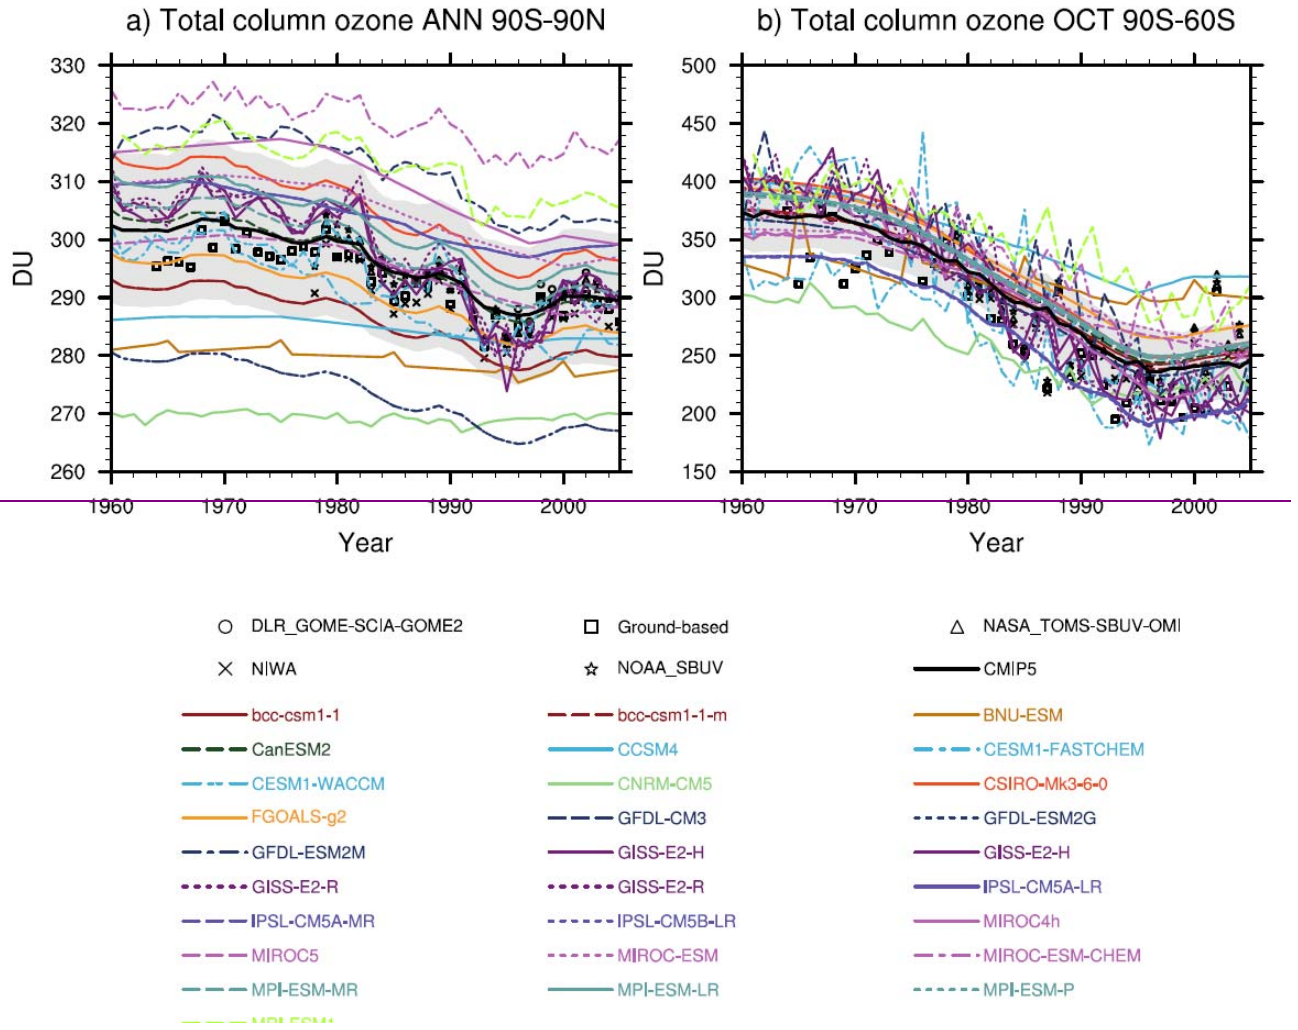 a) Total column ozone ANN 90S-90N
b) Total column ozone OCT 90S-60S
330
320
310
300
290
280
270
260
DU
1960 1970 1980 1990 2000
Year
500
450
400
350
300
250
200
150
DU
1960 1970 1980 1990 2000
Year
DLR_GOME-SCIA-GOME2 Ground-based NASA_TOMS-SBUV-OMI
NIWA NOAA_SBUV CMIP5
bcc-csm1-1 bcc-csm1-1-m BNU-ESM
CanESM2 CCSM4 CESM1-FASTCHEM
CESM1-WACCM CNRM-CM5 CSIRO-Mk3-6-0
FGOALS-g2 GFDL-CM3 GFDL-ESM2G
GFDL-ESM2M GISS-E2-H GISS-E2-H
GISS-E2-R GISS-E2-R IPSL-CM5A-LR
IPSL-CM5A-MR IPSL-CM5B-LR MIROC4h
MIROC5 MIROC-ESM MIROC-ESM-CHEM
MPI-ESM-MR MPI-ESM-LR MPI-ESM-P